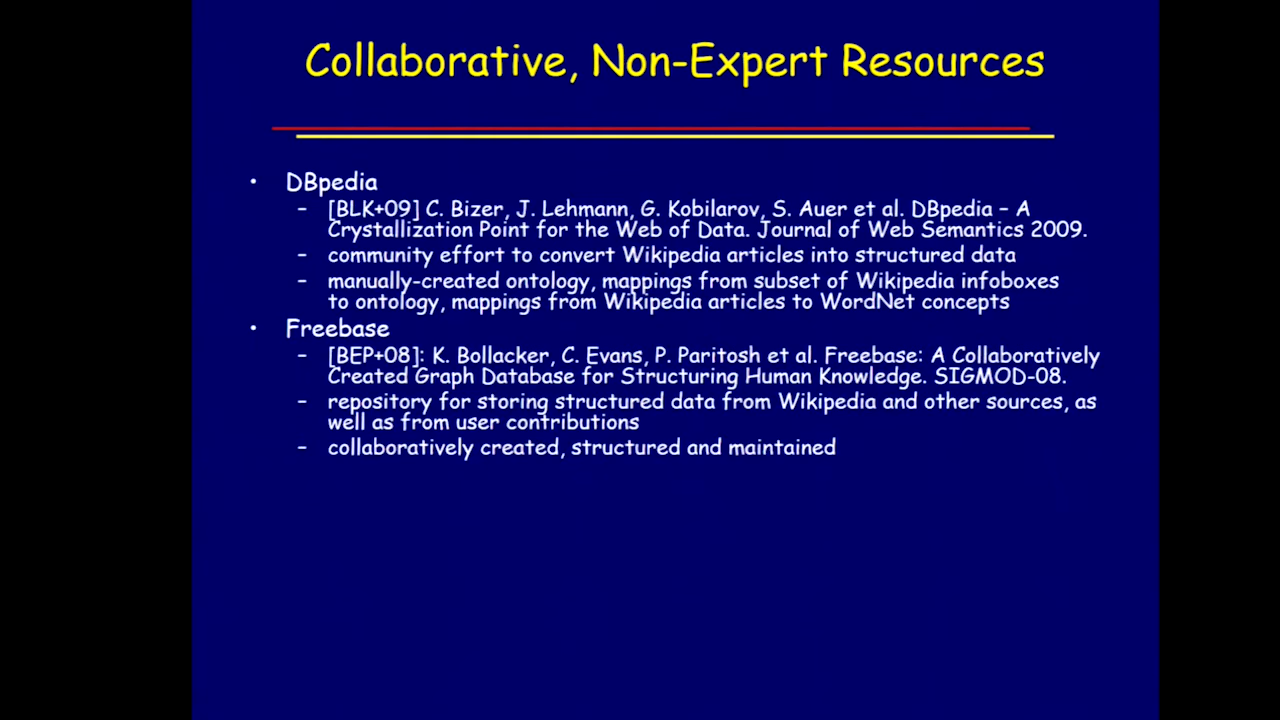 Collaborative, Non-Expert Resources
• DBpedia
– [BLK+09] C. Bizer, J. Lehmann, G. Kobilarov, S. Auer et al. DBpedia – A
Crystallization Point for the Web of Data. Journal of Web Semantics 2009.
– community effort to convert Wikipedia articles into structured data
– manually-created ontology, mappings from subset of Wikipedia infoboxes
to ontology, mappings from Wikipedia articles to WordNet concepts
• Freebase
– [BEP+08]: K. Bollacker, C. Evans, P. Paritosh et al. Freebase: A Collaboratively
Created Graph Database for Structuring Human Knowledge. SIGMOD-08.
– repository for storing structured data from Wikipedia and other sources, as
well as from user contributions
– collaboratively created, structured and maintained